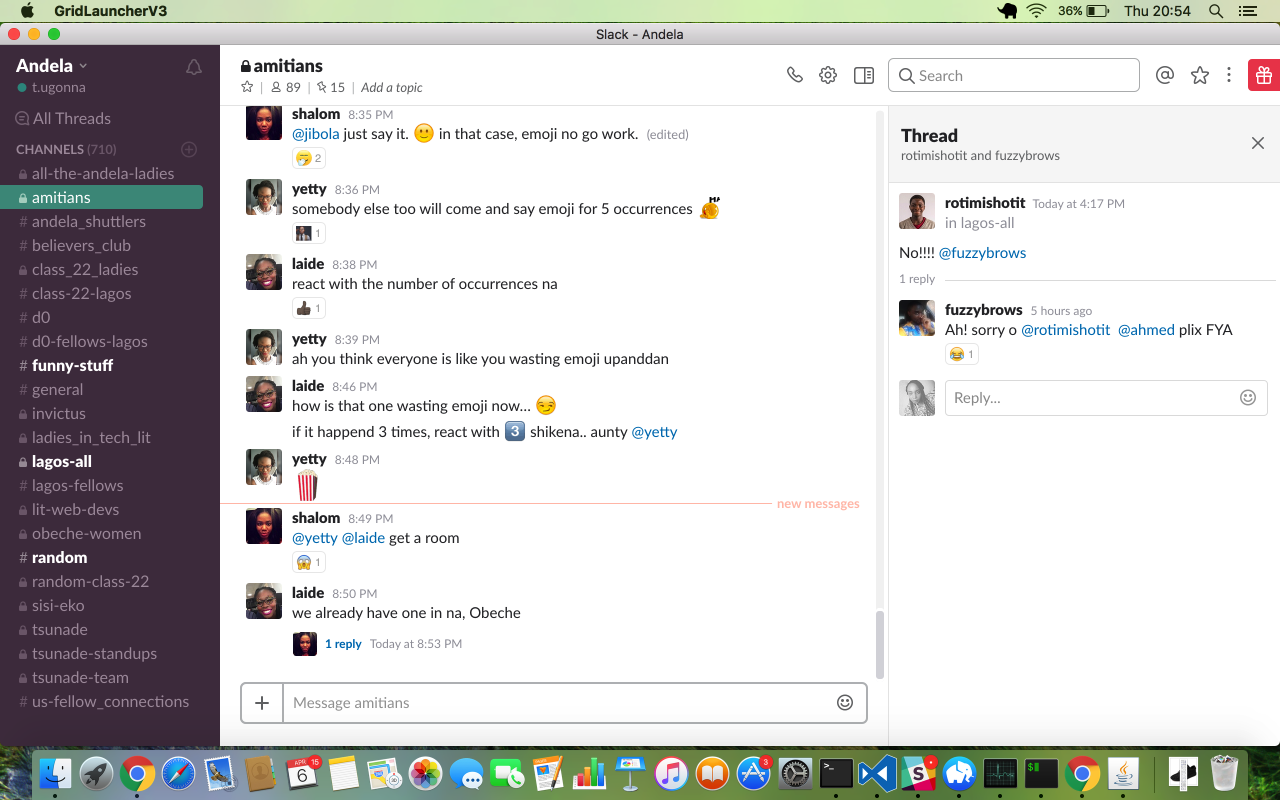 GridLauncherV3
36%
Thu 20:54
Slack - Andela
Andela
t.ugonna
All Threads
CHANNELS (710)
all-the-andela-ladies
amitians
# andela_shuttlers
# believers_club
class_22_ladies
# class-22-lagos
# d0
# d0-fellows-lagos
# funny-stuff
# general
invictus
ladies_in_tech_lit
lagos-all
# lagos-fellows
# lit-web-devs
obeche-women
# random
random-class-22
sisi-eko
tsunade
tsunade-standups
tsunade-team
# us-fellow_connections
amitians
89 | 15 | Add a topic
Search
shalom 8:35 PM
@jibola just say it. 🙂 in that case, emoji no go work. (edited)
2
yetty 8:36 PM
somebody else too will come and say emoji for 5 occurrences
1
laide 8:38 PM
react with the number of occurrences na
1
yetty 8:39 PM
ah you think everyone is like you wasting emoji upanddan
laide 8:46 PM
how is that one wasting emoji now... 😏
if it happend 3 times, react with 3️⃣ shikena.. aunty @yetty
yetty 8:48 PM
new messages
shalom 8:49 PM
@yetty @laide get a room
1
laide 8:50 PM
we already have one in na, Obeche
1 reply Today at 8:53 PM
Message amitians
Thread
rotimishotit and fuzzybrows
rotimishotit Today at 4:17 PM
in lagos-all
No!!!! @fuzzybrows
1 reply
fuzzybrows 5 hours ago
Ah! sorry o @rotimishotit @ahmed plix FYA
1
Reply...
APR 15
6
3